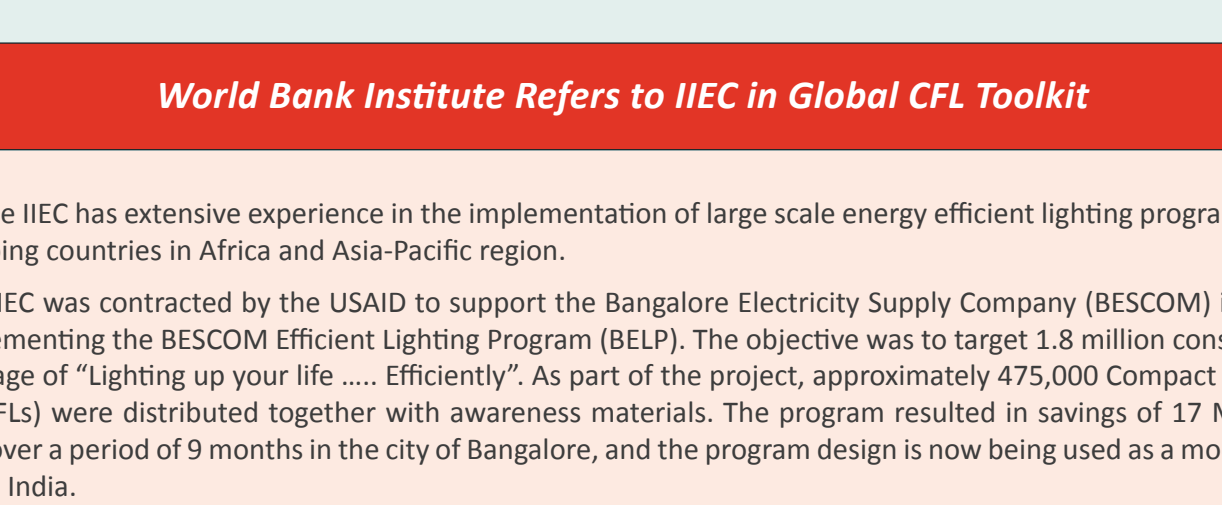 World Bank Institute Refers to IIEC in Global CFL Toolkit
e IIEC has extensive experience in the implementation of large scale energy efficient lighting progra
ing countries in Africa and Asia-Pacific region.
IEC was contracted by the USAID to support the Bangalore Electricity Supply Company (BESCOM) i
ementing the BESCOM Efficient Lighting Program (BELP). The objective was to target 1.8 million cons
age of “Lighting up your life ..... Efficiently”. As part of the project, approximately 475,000 Compact
FLs) were distributed together with awareness materials. The program resulted in savings of 17 M
over a period of 9 months in the city of Bangalore, and the program design is now being used as a mo
India.